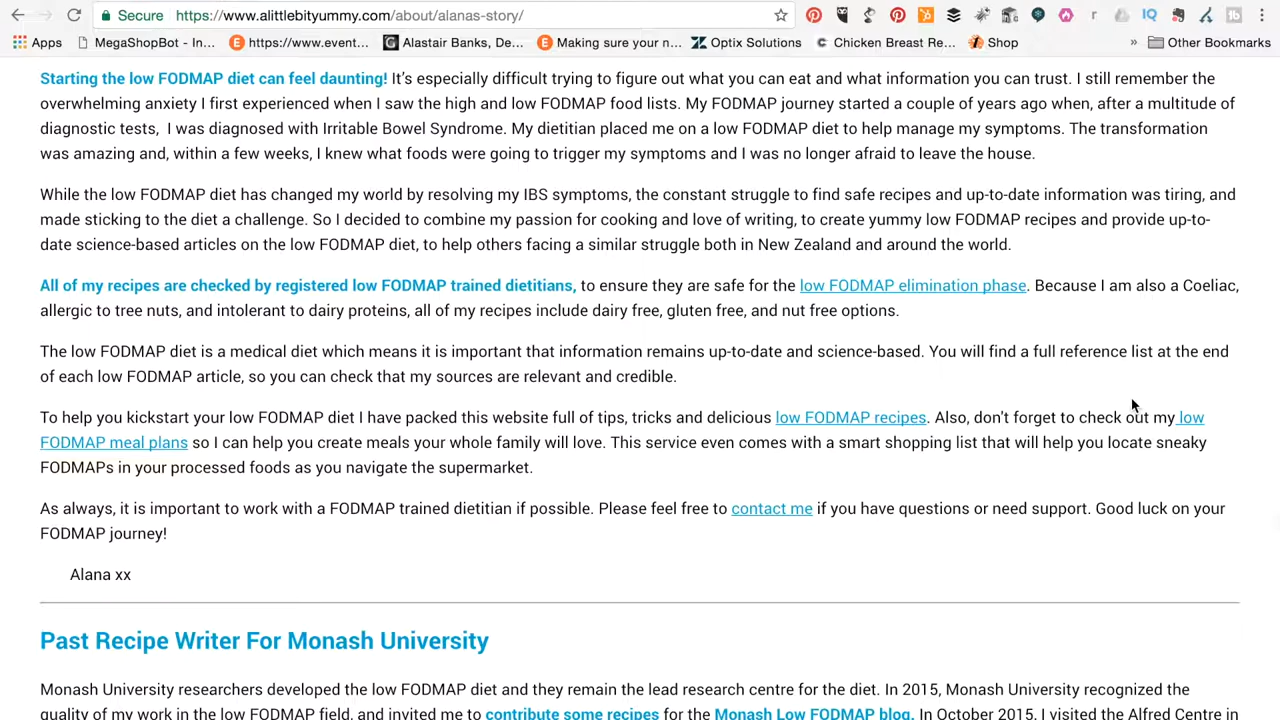 Secure https://www.alittlebityummy.com/about/alanas-story/
Apps MegaShopBot - In... https://www.event... Alastair Banks, De... Making sure your n... Optix Solutions Chicken Breast Re... Shop » Other Bookmarks
Starting the low FODMAP diet can feel daunting! It's especially difficult trying to figure out what you can eat and what information you can trust. I still remember the
overwhelming anxiety I first experienced when I saw the high and low FODMAP food lists. My FODMAP journey started a couple of years ago when, after a multitude of
diagnostic tests, I was diagnosed with Irritable Bowel Syndrome. My dietitian placed me on a low FODMAP diet to help manage my symptoms. The transformation
was amazing and, within a few weeks, I knew what foods were going to trigger my symptoms and I was no longer afraid to leave the house.
While the low FODMAP diet has changed my world by resolving my IBS symptoms, the constant struggle to find safe recipes and up-to-date information was tiring, and
made sticking to the diet a challenge. So I decided to combine my passion for cooking and love of writing, to create yummy low FODMAP recipes and provide up-to-
date science-based articles on the low FODMAP diet, to help others facing a similar struggle both in New Zealand and around the world.
All of my recipes are checked by registered low FODMAP trained dietitians, to ensure they are safe for the low FODMAP elimination phase. Because I am also a Coeliac,
allergic to tree nuts, and intolerant to dairy proteins, all of my recipes include dairy free, gluten free, and nut free options.
The low FODMAP diet is a medical diet which means it is important that information remains up-to-date and science-based. You will find a full reference list at the end
of each low FODMAP article, so you can check that my sources are relevant and credible.
To help you kickstart your low FODMAP diet I have packed this website full of tips, tricks and delicious low FODMAP recipes. Also, don't forget to check out my low
FODMAP meal plans so I can help you create meals your whole family will love. This service even comes with a smart shopping list that will help you locate sneaky
FODMAPs in your processed foods as you navigate the supermarket.
As always, it is important to work with a FODMAP trained dietitian if possible. Please feel free to contact me if you have questions or need support. Good luck on your
FODMAP journey!
Alana xx
Past Recipe Writer For Monash University
Monash University researchers developed the low FODMAP diet and they remain the lead research centre for the diet. In 2015, Monash University recognized the
quality of my work in the low FODMAP field, and invited me to contribute some recipes for the Monash Low FODMAP blog. In October 2015, I visited the Alfred Centre in